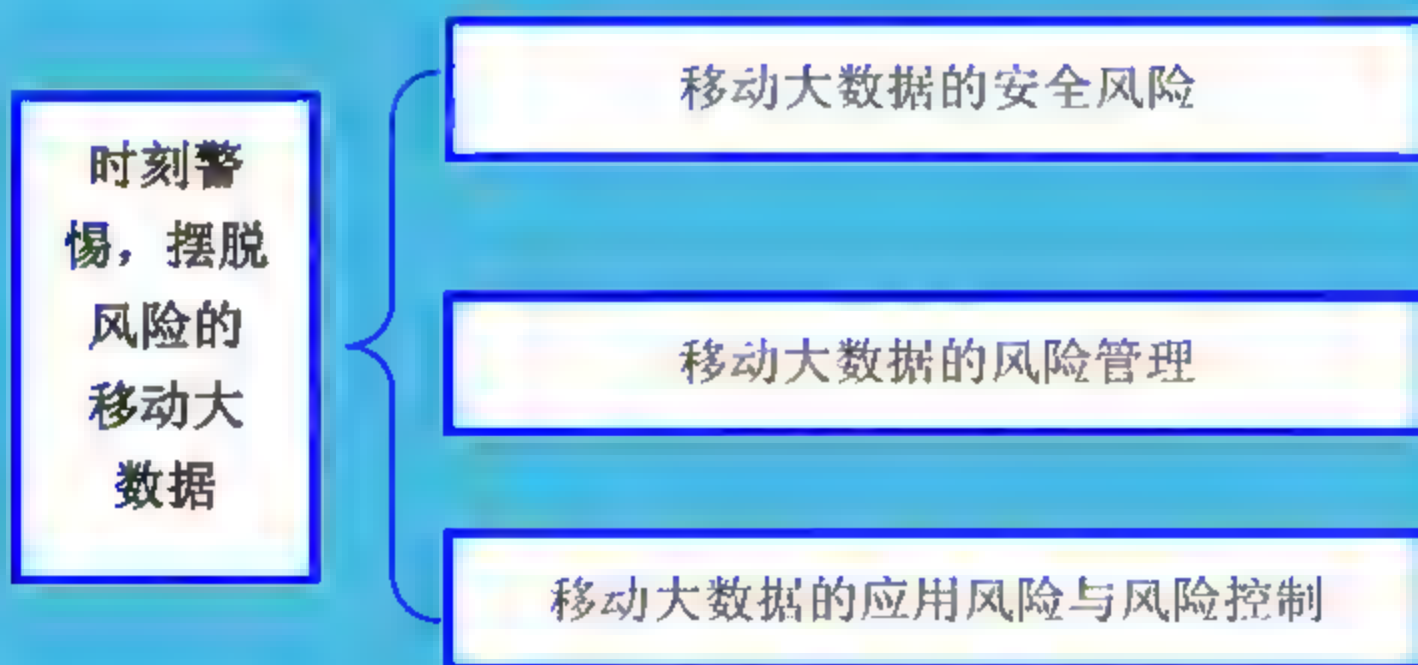 时刻警
惕，摆脱
风险的
移动大
数据
移动大数据的安全风险
移动大数据的风险管理
移动大数据的应用风险与风险控制